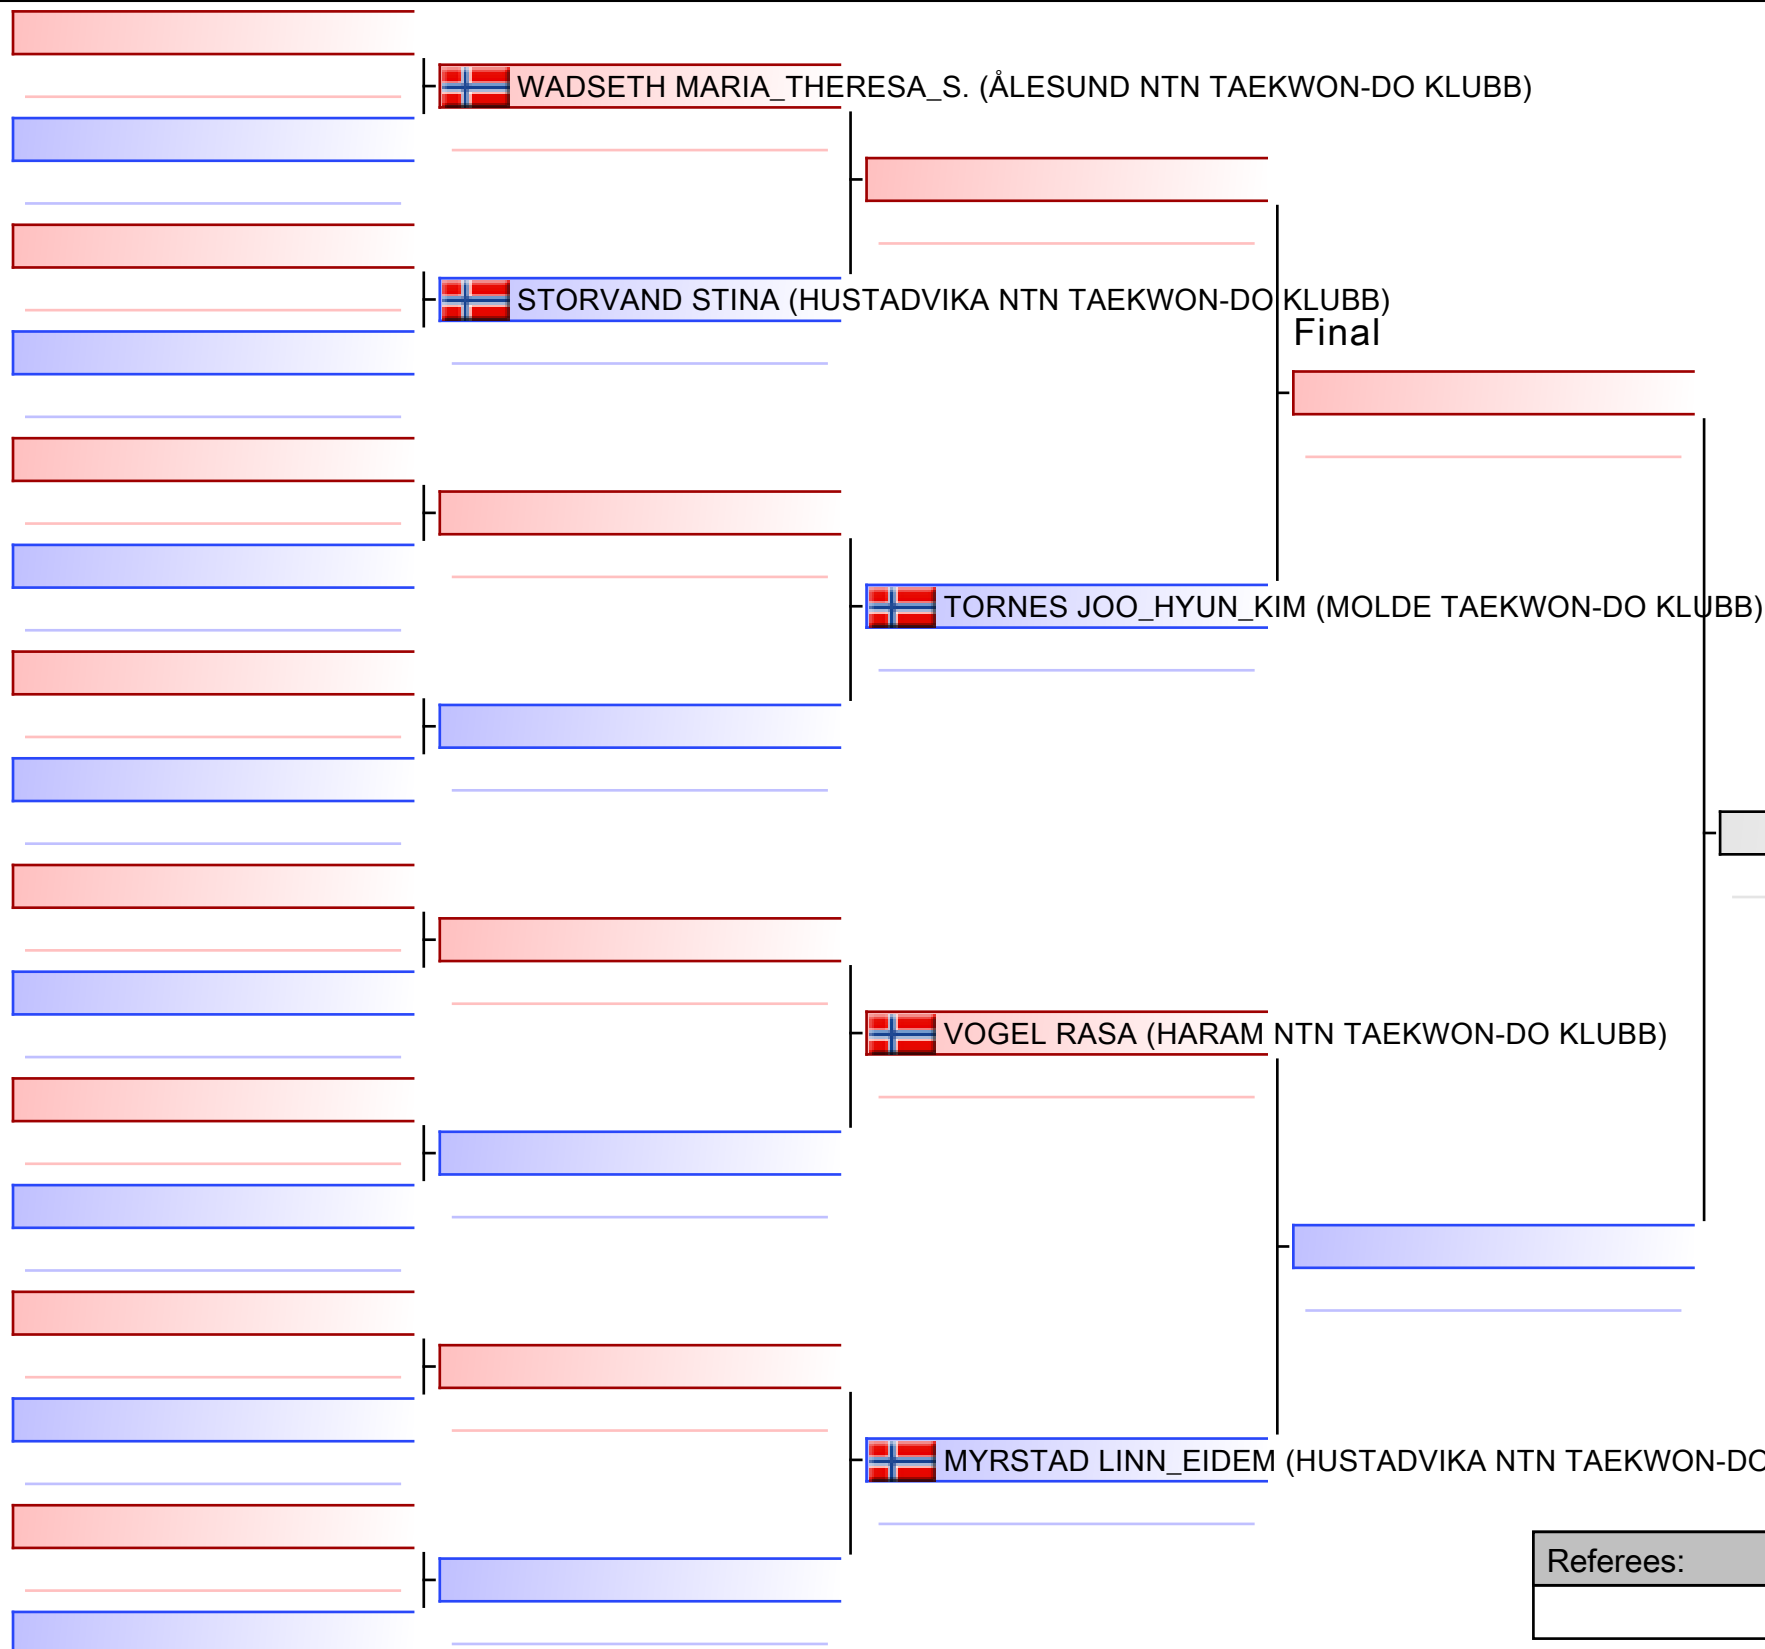 WADSETH MARIA_THERESA_S. (ÅLESUND NTN TAEKWON-DO KLUBB)
STORVAND STINA (HUSTADVIKA NTN TAEKWON-DO KLUBB)
Final
TORNES JOO_HYUN_KIM (MOLDE TAEKWON-DO KLUBB)
VOGEL RASA (HARAM NTN TAEKWON-DO KLUBB)
MYRSTAD LINN_EIDEM (HUSTADVIKA NTN TAEKWON-DO
Referees: